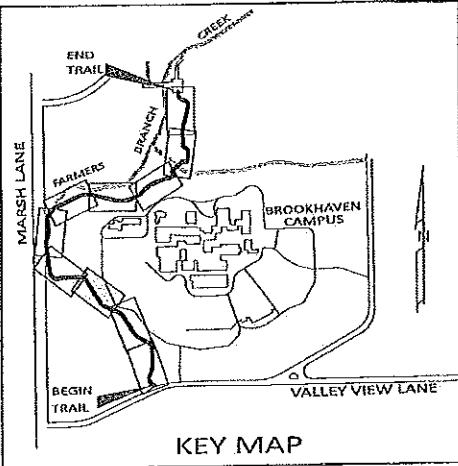 CREEK
END
TRAIL
BRANCH
FARMERS
MARSH LANE
BROOKHAVEN
CAMPUS
N
BEGIN
TRAIL
VALLEY VIEW LANE
KEY MAP